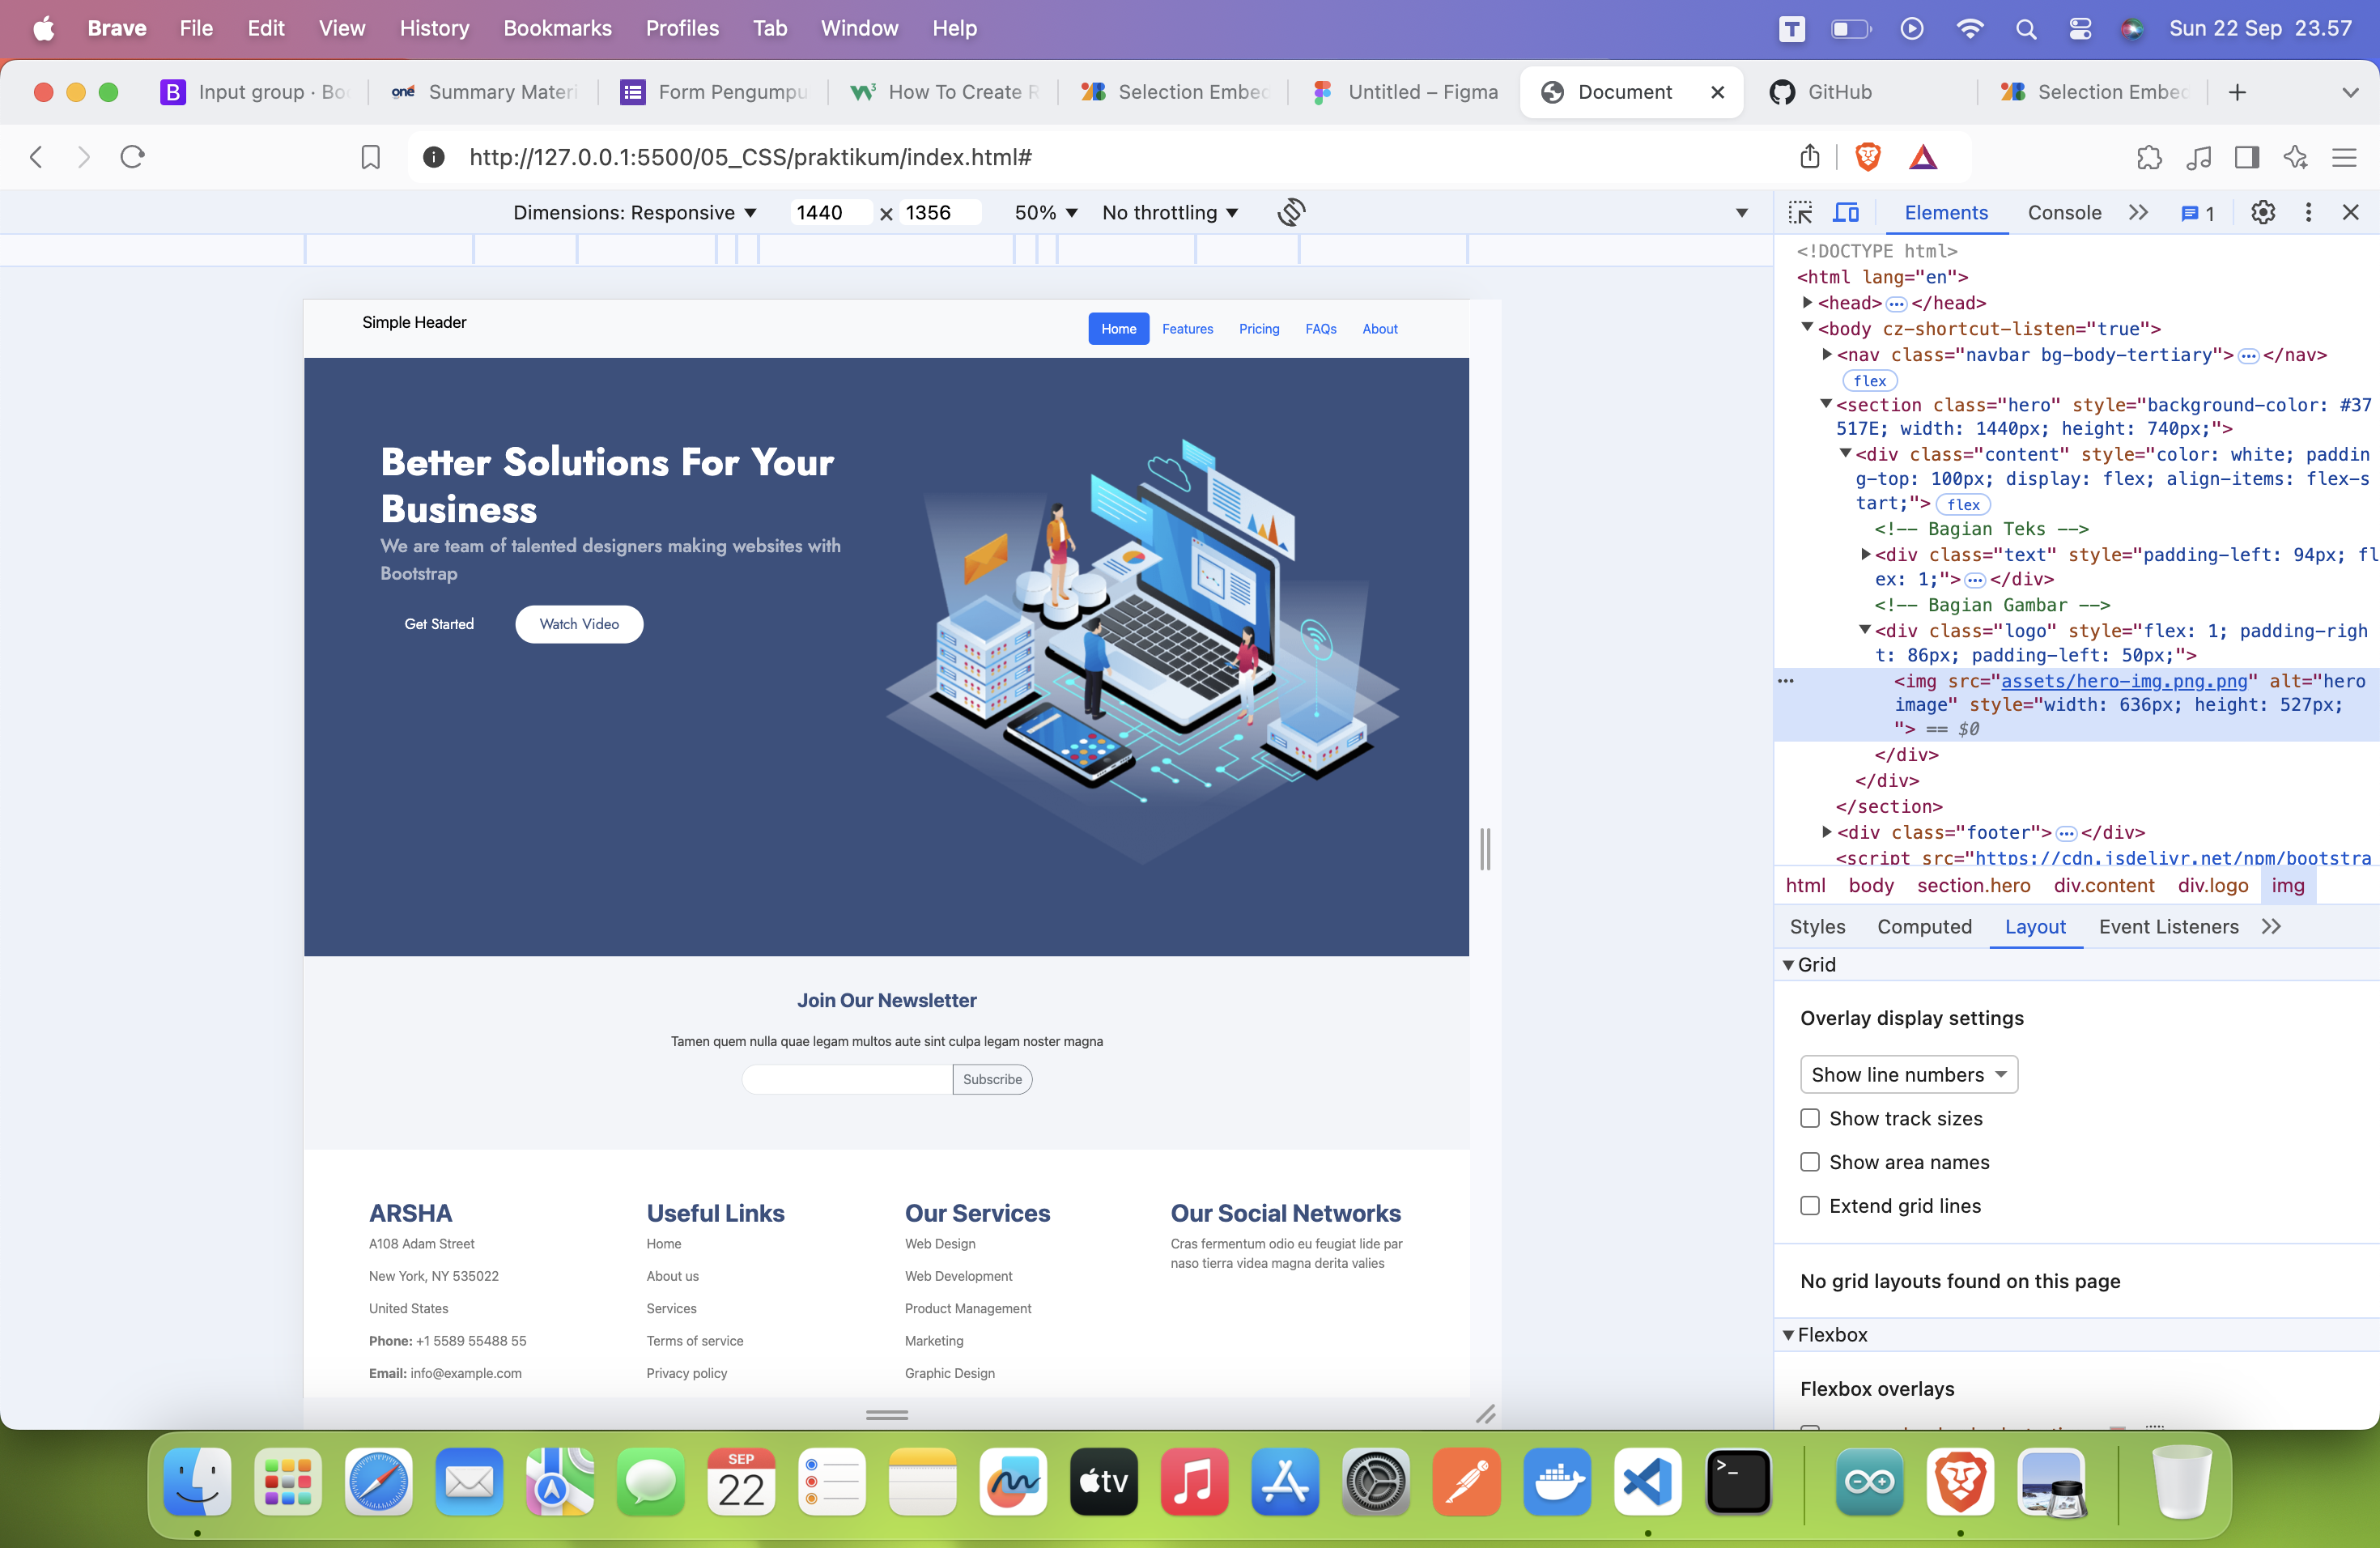 Brave File Edit View History Bookmarks Profiles Tab Window Help
T
Sun 22 Sep 23.57
B Input group · Boo
one Summary Materi
Form Pengumpu
How To Create R
Selection Embed
Untitled – Figma
Document
GitHub
Selection Embed
http://127.0.0.1:5500/05_CSS/praktikum/index.html#
Dimensions: Responsive 1440 × 1356 50% No throttling
Elements Console 1
Simple Header
Home Features Pricing FAQs About
Better Solutions For Your
Business
We are team of talented designers making websites with
Bootstrap
Get Started Watch Video
Join Our Newsletter
Tamen quem nulla quae legam multos aute sint culpa legam noster magna
Subscribe
ARSHA
A108 Adam Street
New York, NY 535022
United States
Phone: +1 5589 55488 55
Email: info@example.com
Useful Links
Home
About us
Services
Terms of service
Privacy policy
Our Services
Web Design
Web Development
Product Management
Marketing
Graphic Design
Our Social Networks
Cras fermentum odio eu feugiat lide par
naso tierra videa magna derita valies
<!DOCTYPE html>
<html lang="en">
<head> ••• </head>
<body cz-shortcut-listen="true">
<nav class="navbar bg-body-tertiary"> ••• </nav>
flex
<section class="hero" style="background-color: #37
517E; width: 1440px; height: 740px;">
<div class="content" style="color: white; paddin
g-top: 100px; display: flex; align-items: flex-s
tart;"> flex
<!-- Bagian Teks -->
<div class="text" style="padding-left: 94px; fl
ex: 1;"> ••• </div>
<!-- Bagian Gambar -->
<div class="logo" style="flex: 1; padding-righ
t: 86px; padding-left: 50px;">
<img src="assets/hero-img.png.png" alt="hero
image" style="width: 636px; height: 527px;
"> == $0
</div>
</div>
</section>
<div class="footer"> ••• </div>
<script src="https://cdn.jsdelivr.net/npm/bootstra
html body section.hero div.content div.logo img
Styles Computed Layout Event Listeners
Grid
Overlay display settings
Show line numbers
Show track sizes
Show area names
Extend grid lines
No grid layouts found on this page
Flexbox
Flexbox overlays
SEP
22
tv